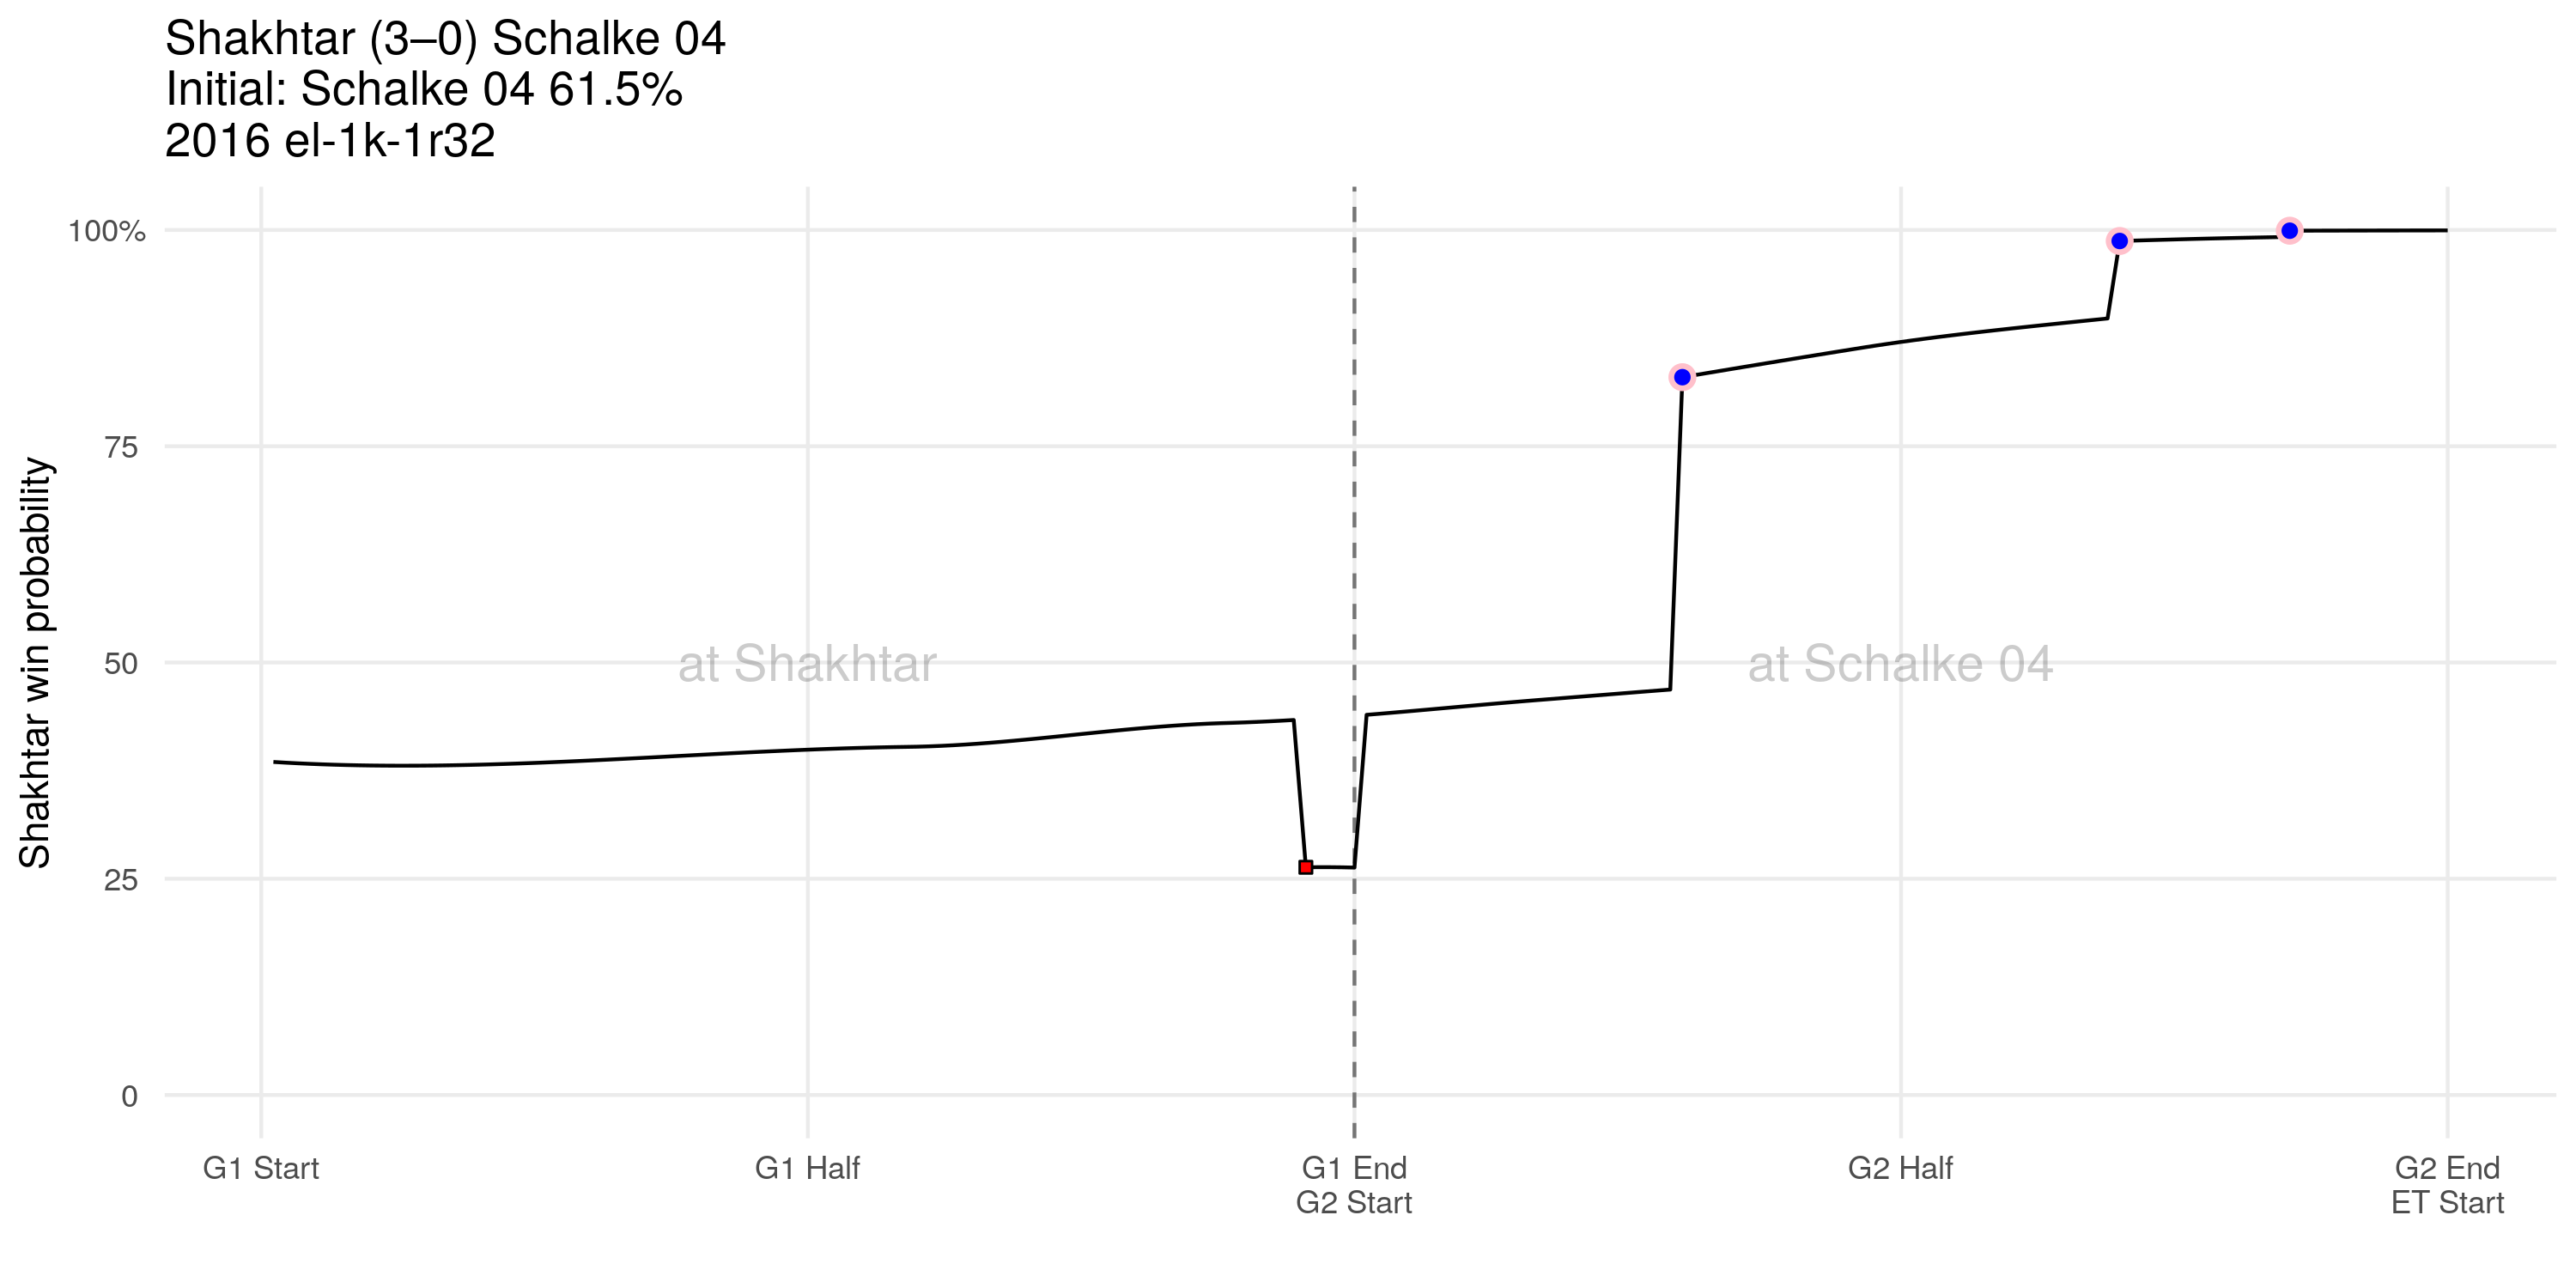 Shakhtar (3–0) Schalke 04
Initial: Schalke 04 61.5%
2016 el-1k-1r32
Shakhtar win probability
100%
75
50
25
0
at Shakhtar
at Schalke 04
G1 Start
G1 Half
G1 End
G2 Start
G2 Half
G2 End
ET Start